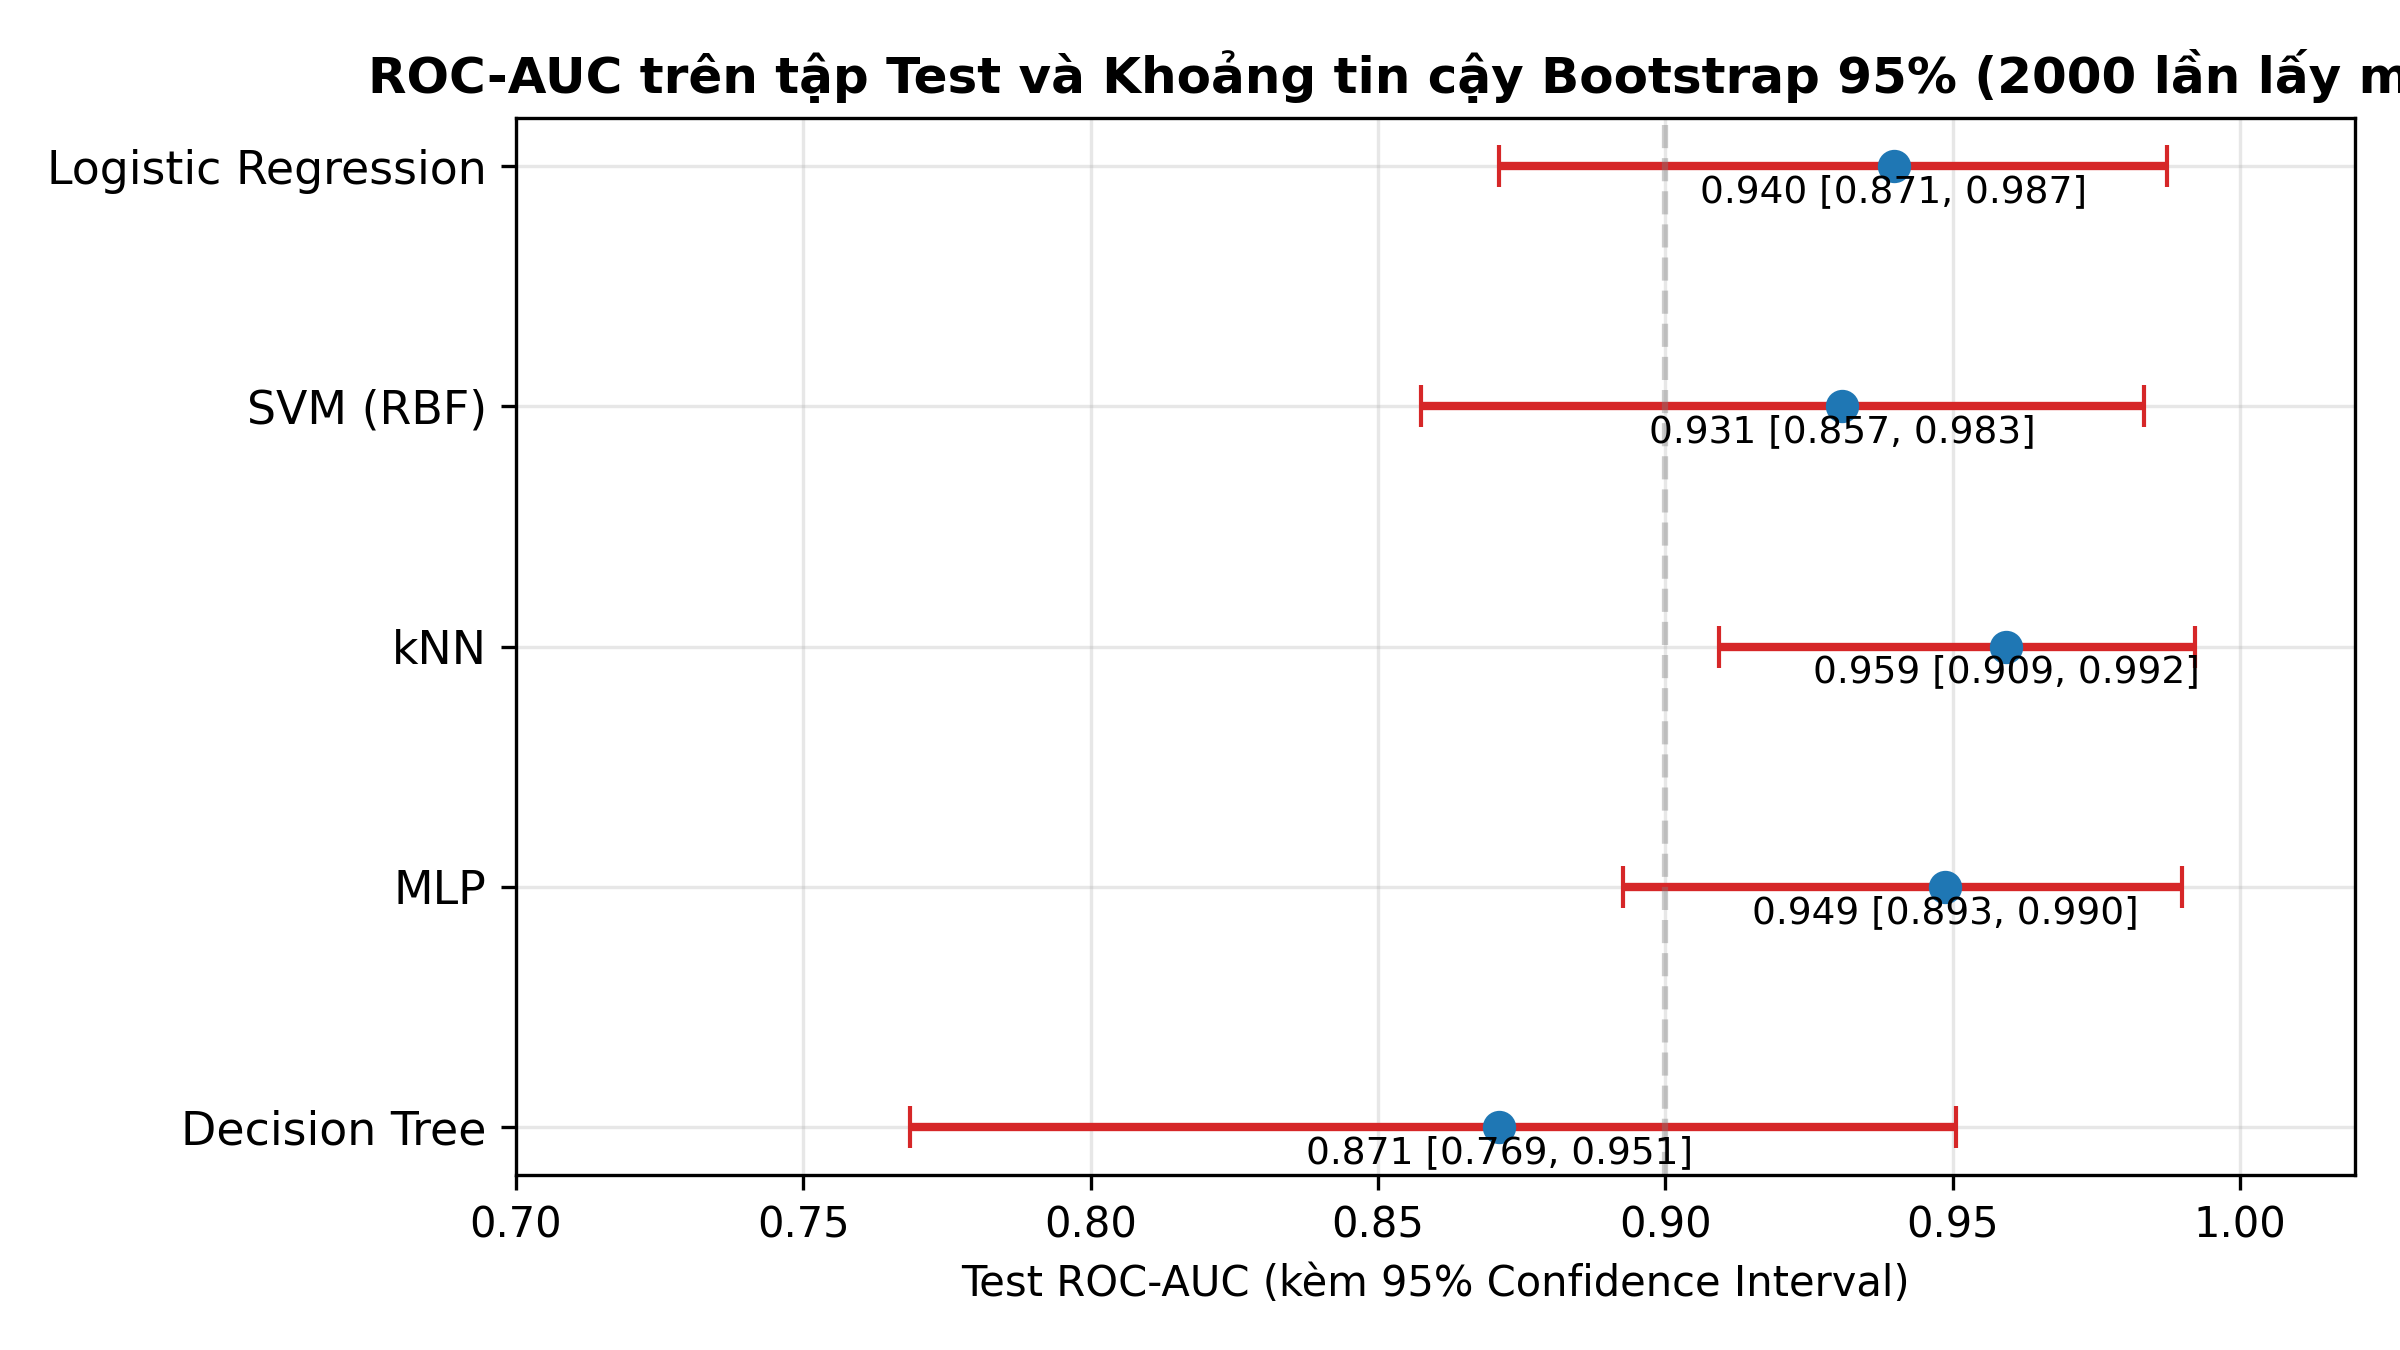 ROC-AUC trên tập Test và Khoảng tin cậy Bootstrap 95% (2000 lần lấy m
Logistic Regression
0.940 [0.871, 0.987]
SVM (RBF)
0.931 [0.857, 0.983]
kNN
0.959 [0.909, 0.992]
MLP
0.949 [0.893, 0.990]
Decision Tree
0.871 [0.769, 0.951]
0.70 0.75 0.80 0.85 0.90 0.95 1.00
Test ROC-AUC (kèm 95% Confidence Interval)